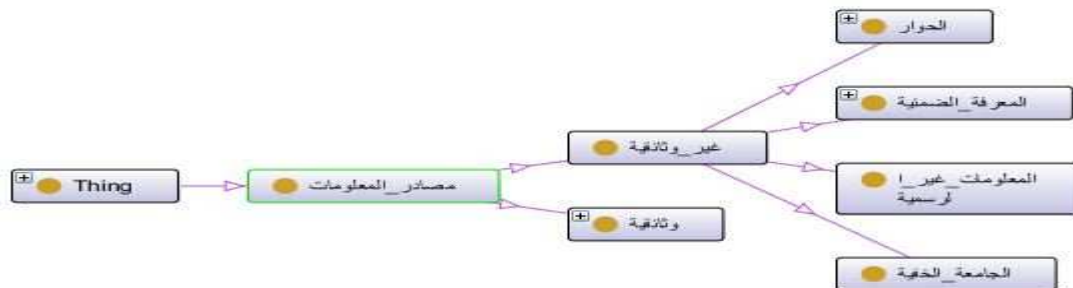 الحوار
المعرفة_الضمنية
غير_وثائقية
Thing
مصادر_المعلومات
المعلومات_غير_ا
لرسمية
وثائقية
الجامعة_الخفية